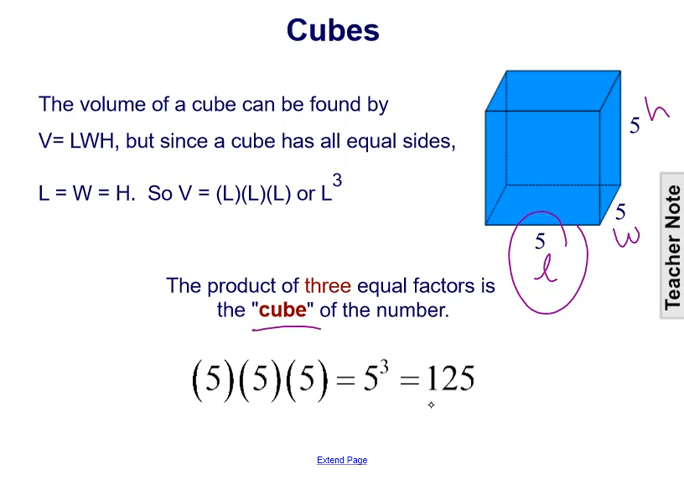 Cubes
The volume of a cube can be found by
V= LWH, but since a cube has all equal sides,
L = W = H. So V = (L)(L)(L) or L³
5 h
5
w
5
l
The product of three equal factors is
the "cube" of the number.
(5)(5)(5) = 5³ = 125
Teacher Note
Extend Page